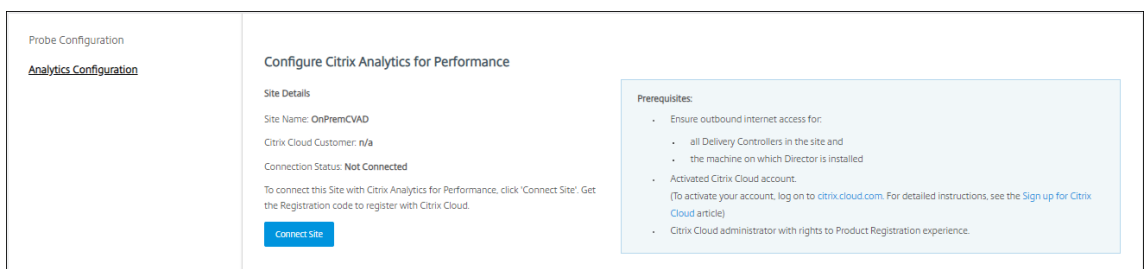 Probe Configuration
Analytics Configuration
Configure Citrix Analytics for Performance
Site Details
Site Name: OnPremCVAD
Citrix Cloud Customer: n/a
Connection Status: Not Connected
To connect this Site with Citrix Analytics for Performance, click 'Connect Site'. Get
the Registration code to register with Citrix Cloud.
Connect Site
Prerequisites:
• Ensure outbound internet access for:
• all Delivery Controllers in the site and
• the machine on which Director is installed
• Activated Citrix Cloud account.
(To activate your account, log on to citrix.cloud.com. For detailed instructions, see the Sign up for Citrix
Cloud article)
• Citrix Cloud administrator with rights to Product Registration experience.